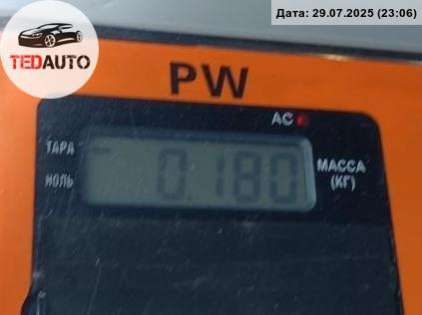 Дата: 29.07.2025 (23:06)
TEDAUTO
PW
AC
ТАРА
НОЛЬ
0.180
МАССА
(КГ)